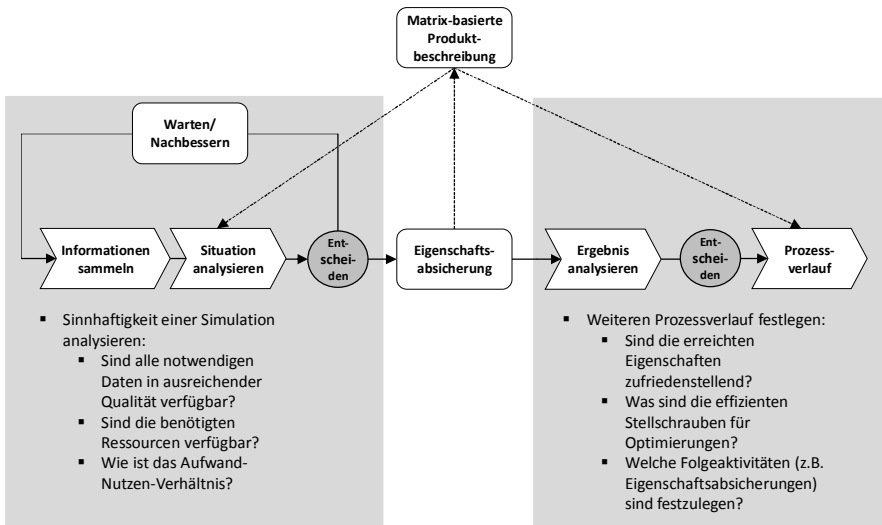 Matrix-basierte
Produkt-
beschreibung
Warten/
Nachbessern
Informationen
sammeln
Situation
analysieren
Ent-
schei-
den
Eigenschafts-
absicherung
Ergebnis
analysieren
Ent-
schei-
den
Prozess-
verlauf
▪ Sinnhaftigkeit einer Simulation
analysieren:
▪ Sind alle notwendigen
Daten in ausreichender
Qualität verfügbar?
▪ Sind die benötigten
Ressourcen verfügbar?
▪ Wie ist das Aufwand-
Nutzen-Verhältnis?
▪ Weiteren Prozessverlauf festlegen:
▪ Sind die erreichten
Eigenschaften
zufriedenstellend?
▪ Was sind die effizienten
Stellschrauben für
Optimierungen?
▪ Welche Folgeaktivitäten (z.B.
Eigenschaftsabsicherungen)
sind festzulegen?